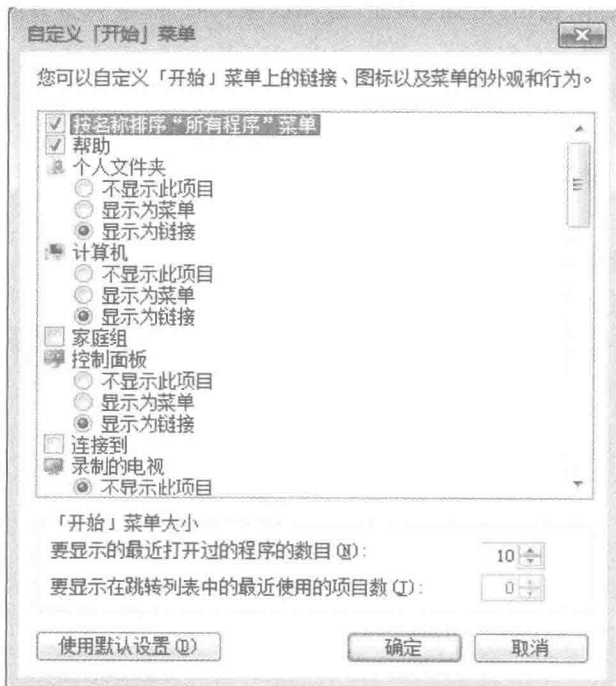 自定义「开始」菜单
您可以自定义「开始」菜单上的链接、图标以及菜单的外观和行为。
按名称排序“所有程序”菜单
帮助
个人文件夹
不显示此项目
显示为菜单
显示为链接
计算机
不显示此项目
显示为菜单
显示为链接
家庭组
控制面板
不显示此项目
显示为菜单
显示为链接
连接到
录制的电视
不显示此项目
「开始」菜单大小
要显示的最近打开过的程序的数目(N): 10
要显示在跳转列表中的最近使用的项目数(J): 0
使用默认设置(D) 确定 取消